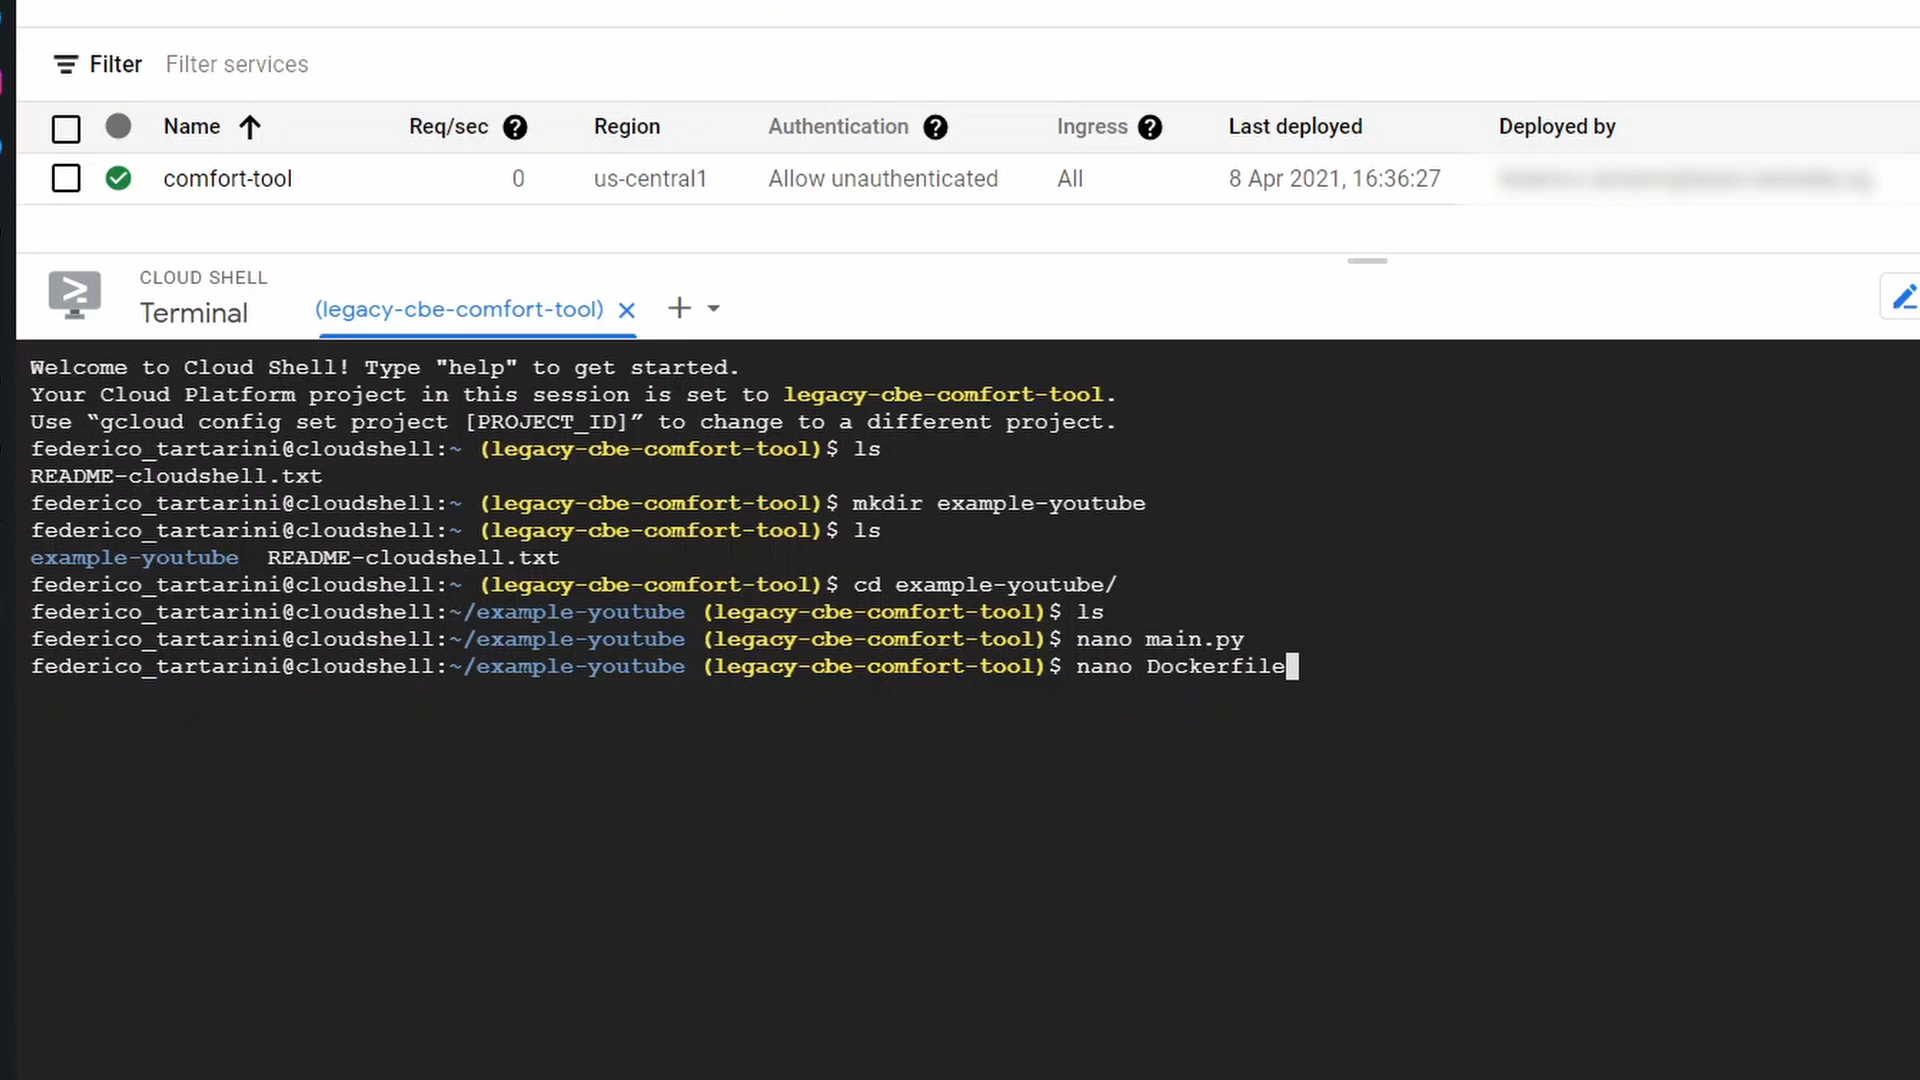 Filter Filter services
Name Req/sec Region Authentication Ingress Last deployed Deployed by
comfort-tool 0 us-central1 Allow unauthenticated All 8 Apr 2021, 16:36:27
CLOUD SHELL
Terminal (legacy-cbe-comfort-tool)
Welcome to Cloud Shell! Type "help" to get started.
Your Cloud Platform project in this session is set to legacy-cbe-comfort-tool.
Use “gcloud config set project [PROJECT_ID]” to change to a different project.
federico_tartarini@cloudshell:~ (legacy-cbe-comfort-tool)$ ls
README-cloudshell.txt
federico_tartarini@cloudshell:~ (legacy-cbe-comfort-tool)$ mkdir example-youtube
federico_tartarini@cloudshell:~ (legacy-cbe-comfort-tool)$ ls
example-youtube README-cloudshell.txt
federico_tartarini@cloudshell:~ (legacy-cbe-comfort-tool)$ cd example-youtube/
federico_tartarini@cloudshell:~/example-youtube (legacy-cbe-comfort-tool)$ ls
federico_tartarini@cloudshell:~/example-youtube (legacy-cbe-comfort-tool)$ nano main.py
federico_tartarini@cloudshell:~/example-youtube (legacy-cbe-comfort-tool)$ nano Dockerfile